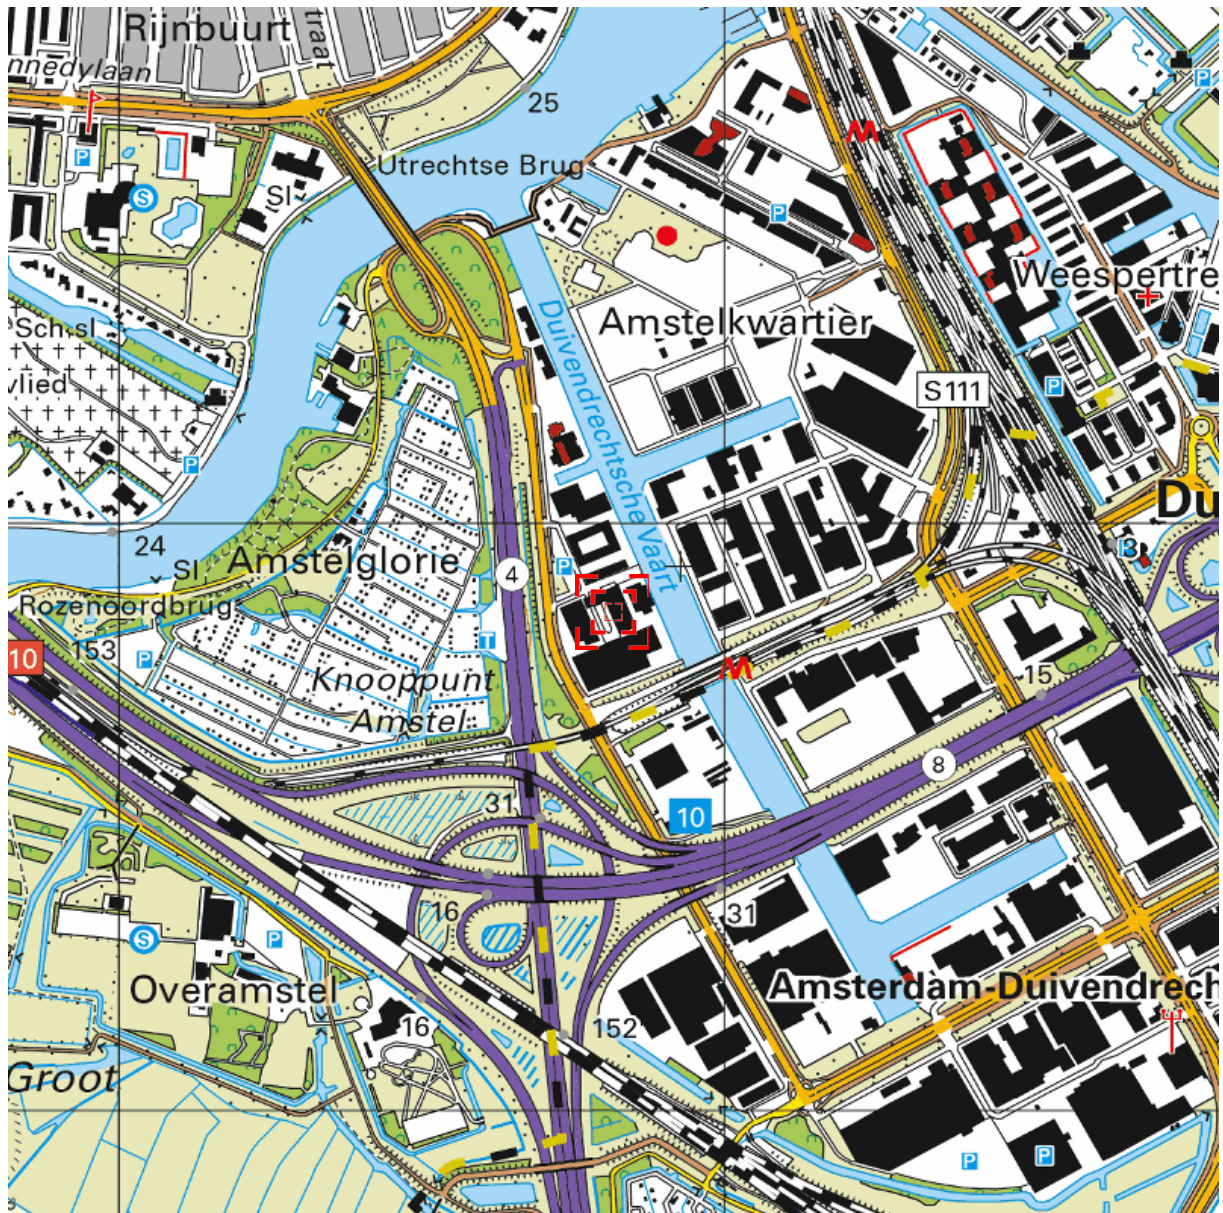 Rijnbuurt
traat
nnedylaan
P
25
M
P
Utrechtse Brug
S
Sl
P
P
Weespertre
Sch.sl
Duivendrechtsche Vaart
Amstelkwartier
vlied
S 111
P
P
Du
24
Amstelglorie
Sl
4
P
Rozenoordbrug
10
153
P
T
Knooppunt
Amstel
M
15
8
31
10
16
31
S
P
Overamstel
Amsterdam-Duivendrech
16
152
Groot
P
P